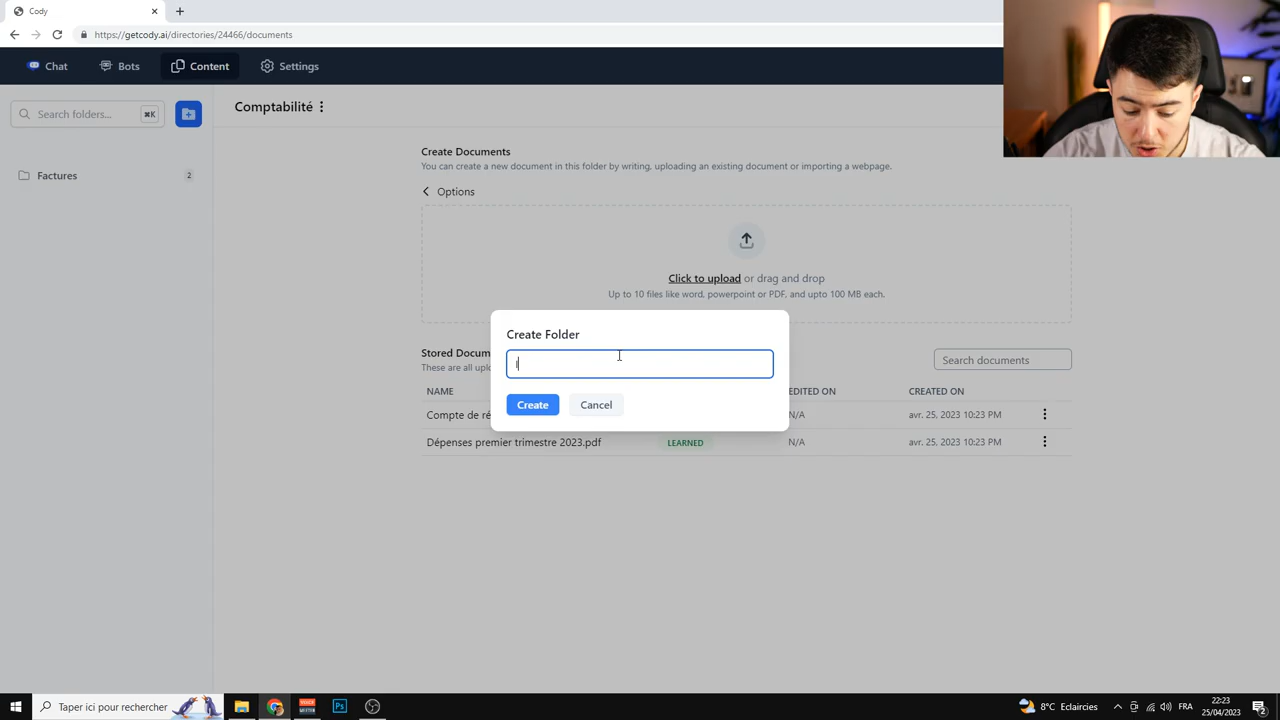 Cody
https://getcody.ai/directories/24466/documents
Chat
Bots
Content
Settings
Search folders...
⌘K
Comptabilité
Factures
2
Create Documents
You can create a new document in this folder by writing, uploading an existing document or importing a webpage.
Options
Click to upload or drag and drop
Up to 10 files like word, powerpoint or PDF, and upto 100 MB each.
Create Folder
Create
Cancel
Stored Docum
These are all uplo
Search documents
NAME
EDITED ON
CREATED ON
Compte de ré
N/A
avr. 25, 2023 10:23 PM
Dépenses premier trimestre 2023.pdf
LEARNED
N/A
avr. 25, 2023 10:23 PM
Taper ici pour rechercher
Ps
8°C Eclaircies
FRA
22:23
25/04/2023
2